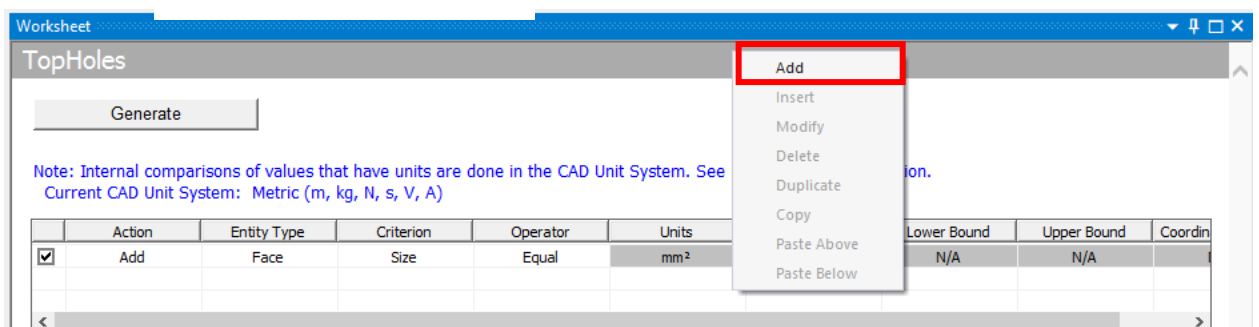 Worksheet
TopHoles
Add
Insert
Modify
Delete
Duplicate
Copy
Paste Above
Paste Below
Generate
Note: Internal comparisons of values that have units are done in the CAD Unit System. See ion.
Current CAD Unit System: Metric (m, kg, N, s, V, A)
Action Entity Type Criterion Operator Units Lower Bound Upper Bound Coordin
Add Face Size Equal mm² N/A N/A